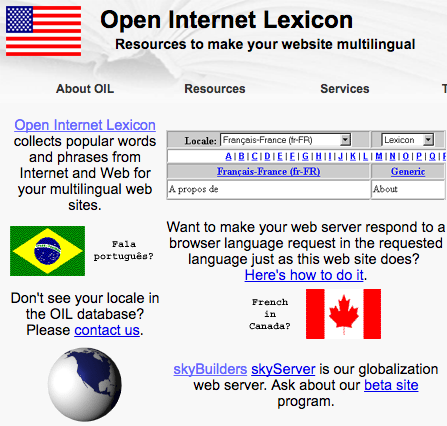 Open Internet Lexicon
Resources to make your website multilingual
About OIL Resources Services
Open Internet Lexicon
collects popular words
and phrases from
Internet and Web for
your multilingual web
sites.
Fala
português?
Don't see your locale in
the OIL database?
Please contact us.
Locale: Français-France (fr-FR) Lexicon
A | B | C | D | E | F | G | H | I | J | K | L | M | N | O | P | Q |
Français-France (fr-FR) Generic
A propos de About
Want to make your web server respond to a
browser language request in the requested
language just as this web site does?
Here's how to do it.
French
in
Canada?
skyBuilders skyServer is our globalization
web server. Ask about our beta site
program.